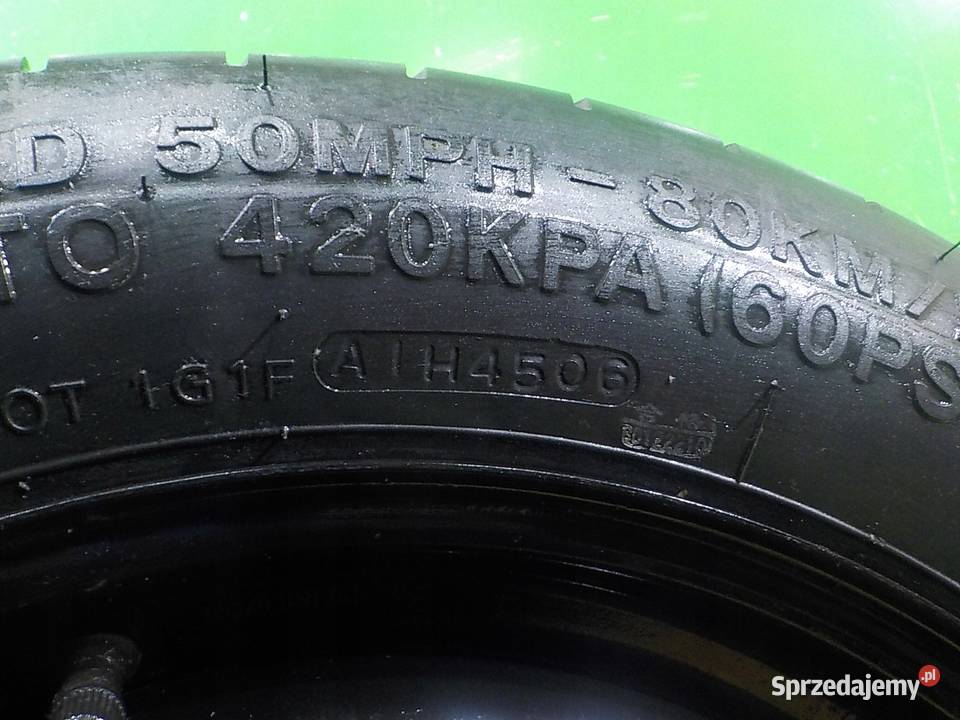 50MPH - 80KM/
TO 420KPA (60PS
OT 1G1F A1H4506
Sprzedajemy.pl